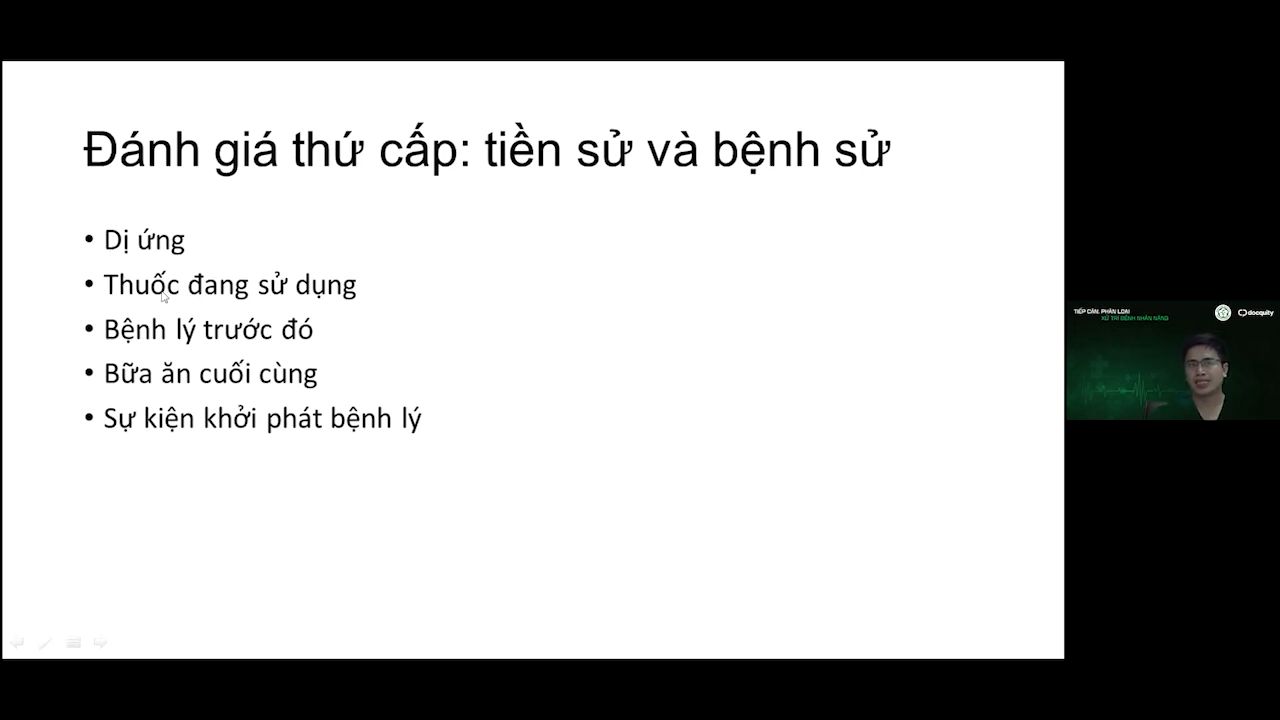 Đánh giá thứ cấp: tiền sử và bệnh sử
• Dị ứng
• Thuốc đang sử dụng
• Bệnh lý trước đó
• Bữa ăn cuối cùng
• Sự kiện khởi phát bệnh lý
TIẾP CẬN, PHÂN LOẠI
XỬ TRÍ BỆNH NHÂN NẶNG
docquity